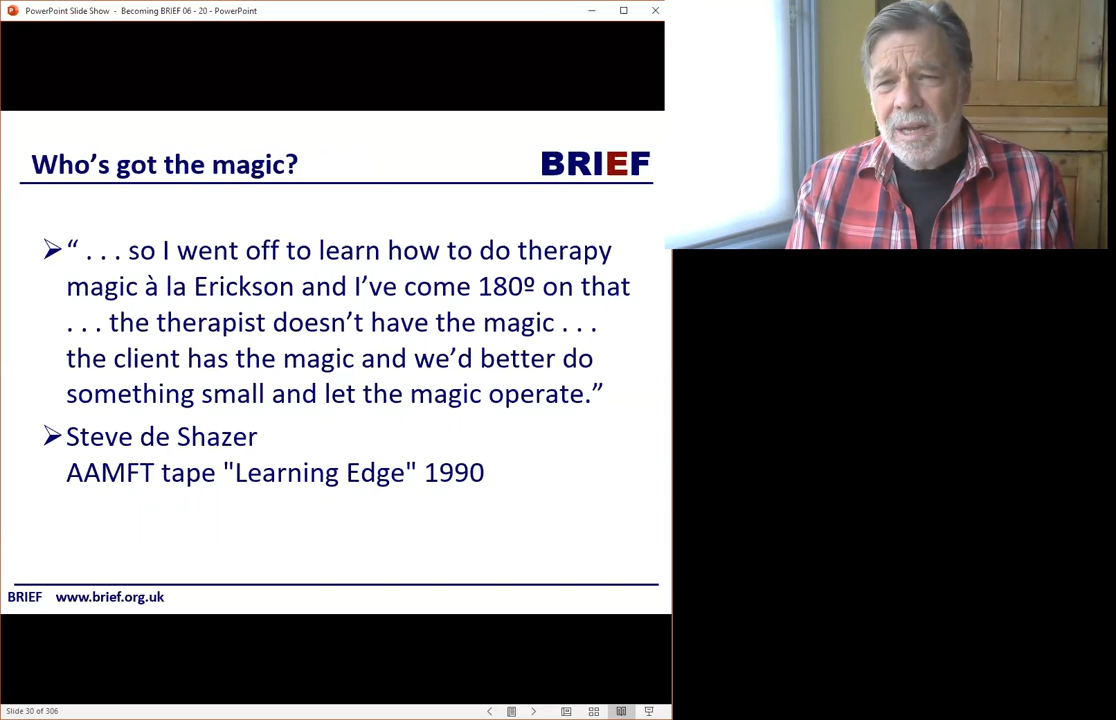 PowerPoint Slide Show - Becoming BRIEF 06 - 20 - PowerPoint
Who’s got the magic?
BRIEF
“ . . . so I went off to learn how to do therapy
magic à la Erickson and I’ve come 180º on that
. . . the therapist doesn’t have the magic . . .
the client has the magic and we’d better do
something small and let the magic operate.”
Steve de Shazer
AAMFT tape "Learning Edge" 1990
BRIEF www.brief.org.uk
Slide 30 of 306